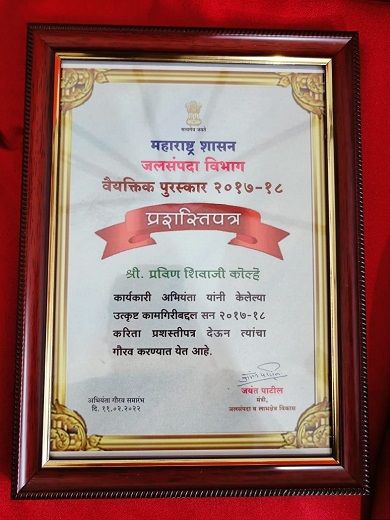 सत्यमेव जयते
महाराष्ट्र शासन
जलसंपदा विभाग
वैयक्तिक पुरस्कार २०१७-१८
प्रशस्तिपत्र
श्री. प्रविण शिवाजी कोल्हे
कार्यकारी अभियंता यांनी केलेल्या
उत्कृष्ट कामगिरीबद्दल सन २०१७-१८
करिता प्रशस्तीपत्र देऊन त्यांचा
गौरव करण्यात येत आहे.
जयंत पाटील
मंत्री,
जलसंपदा व लाभक्षेत्र विकास
अभियंता गौरव समारंभ
दि. ११.०२.२०२२